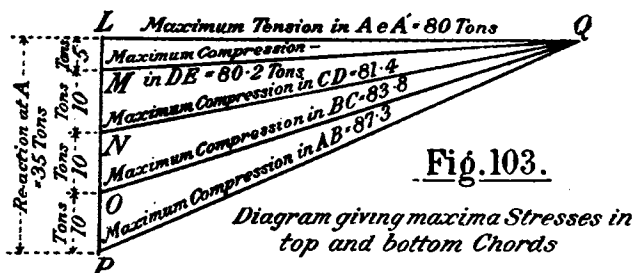 L Maximum Tension in A e A' = 80 Tons Q
Maximum Compression –
M in DE = 80·2 Tons
Maximum Compression in CD = 81·4
N
Maximum Compression in BC = 83·8
O
Maximum Compression in AB = 87·3
P
Re-action at A
= 35 Tons
Tons
5
Tons
10
Tons
10
Tons
10
Fig. 103.
Diagram giving maxima Stresses in
top and bottom Chords